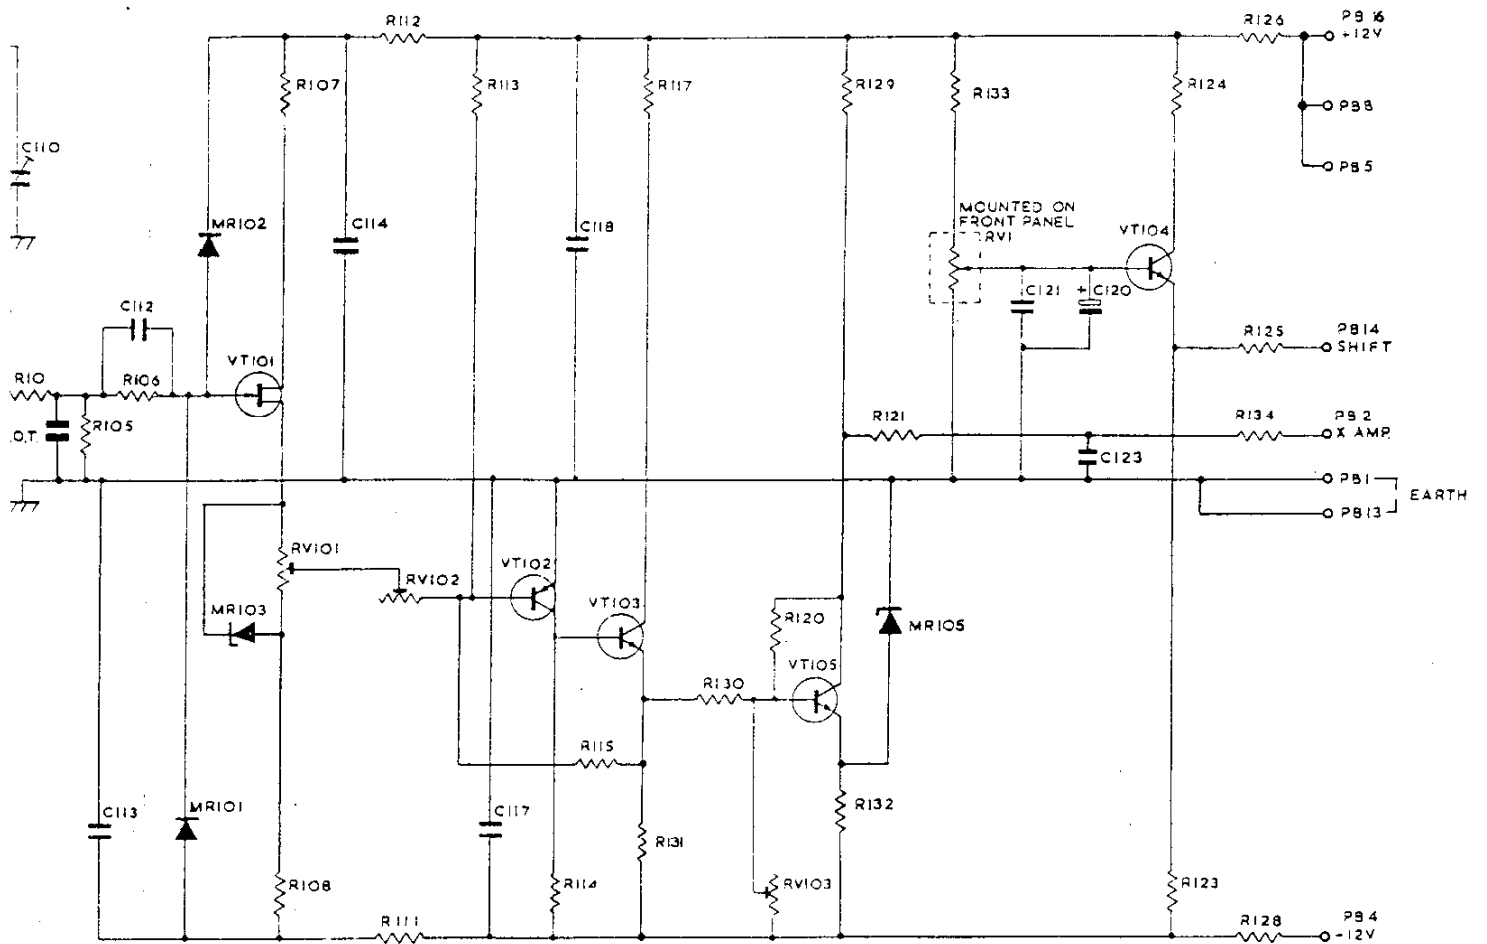 R112
R126
PB 16
+12V
R107
R113
R117
R129
R133
R124
PB8
C110
PB5
MOUNTED ON
FRONT PANEL
RV1
MR102
C114
C118
VT104
C121
+
C120
C112
R125
PB14
SHIFT
VT101
R10
R106
R121
R134
PB 2
X AMP.
.O.T.
R105
C123
PB1
EARTH
PB13
RV101
RV102
VT102
MR103
VT103
R120
MR105
VT105
R130
R115
C113
MR101
C117
R132
R131
R108
R114
RV103
R123
R111
R128
PB4
-12V